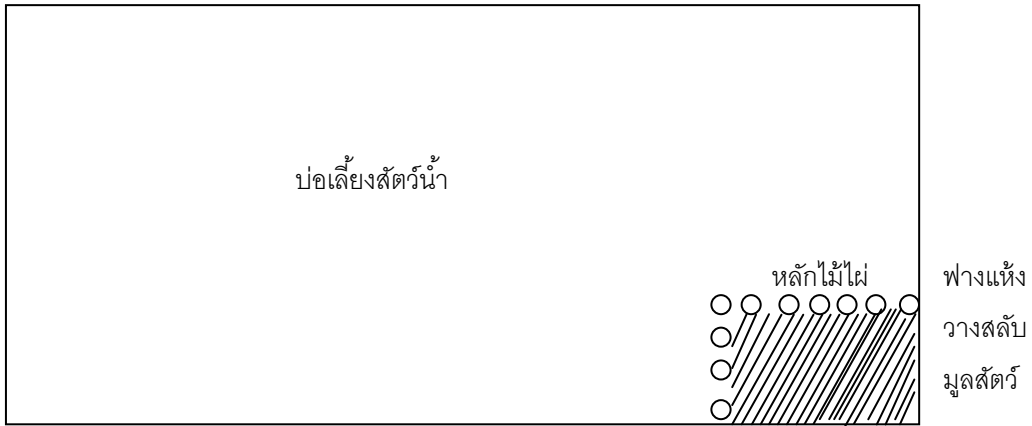 บ่อเลี้ยงสัตว์น้ำ
หลักไม้ไผ่
ฟางแห้ง
วางสลับ
มูลสัตว์